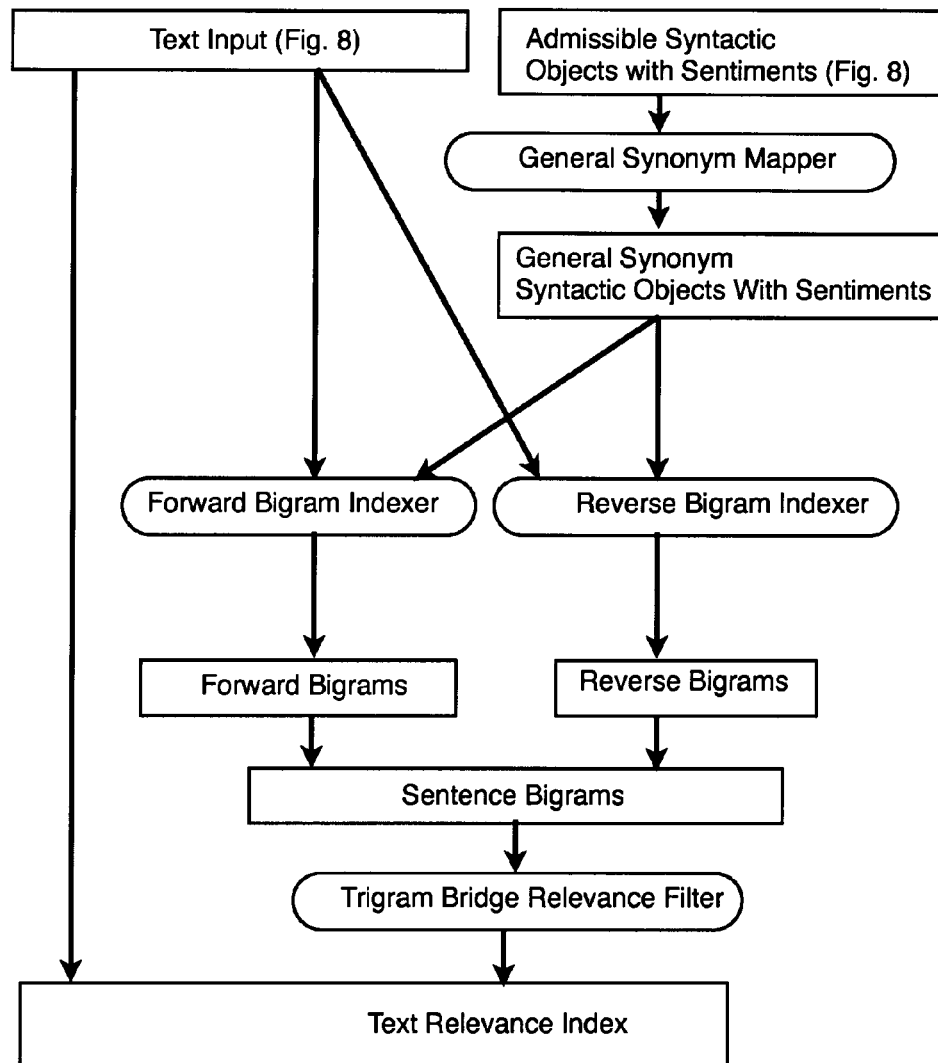 Text Input (Fig. 8)
Admissible Syntactic
Objects with Sentiments (Fig. 8)
General Synonym Mapper
General Synonym
Syntactic Objects With Sentiments
Forward Bigram Indexer
Reverse Bigram Indexer
Forward Bigrams
Reverse Bigrams
Sentence Bigrams
Trigram Bridge Relevance Filter
Text Relevance Index